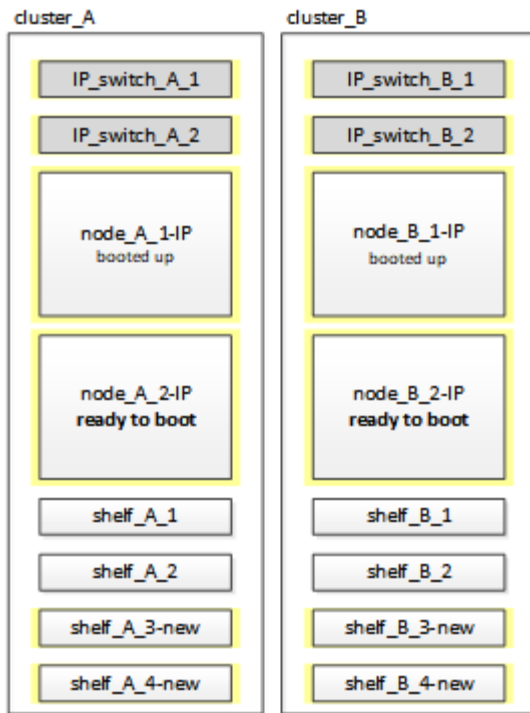 cluster_A
IP_switch_A_1
IP_switch_A_2
node_A_1-IP
booted up
node_A_2-IP
ready to boot
shelf_A_1
shelf_A_2
shelf_A_3-new
shelf_A_4-new
cluster_B
IP_switch_B_1
IP_switch_B_2
node_B_1-IP
booted up
node_B_2-IP
ready to boot
shelf_B_1
shelf_B_2
shelf_B_3-new
shelf_B_4-new